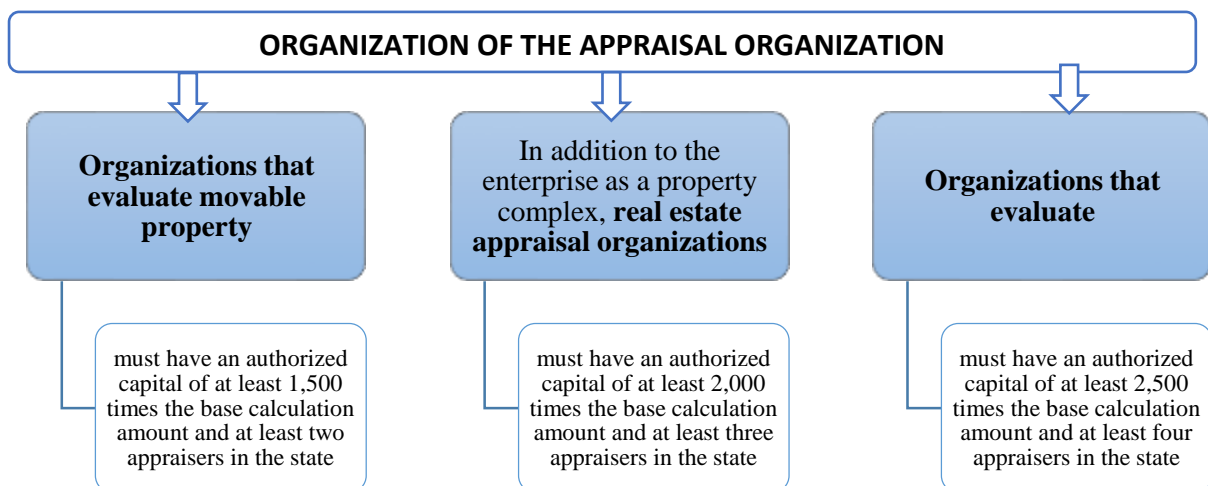 ORGANIZATION OF THE APPRAISAL ORGANIZATION
Organizations that
evaluate movable
property
In addition to the
enterprise as a property
complex, real estate
appraisal organizations
Organizations that
evaluate
must have an authorized
capital of at least 1,500
times the base calculation
amount and at least two
appraisers in the state
must have an authorized
capital of at least 2,000
times the base calculation
amount and at least three
appraisers in the state
must have an authorized
capital of at least 2,500
times the base calculation
amount and at least four
appraisers in the state